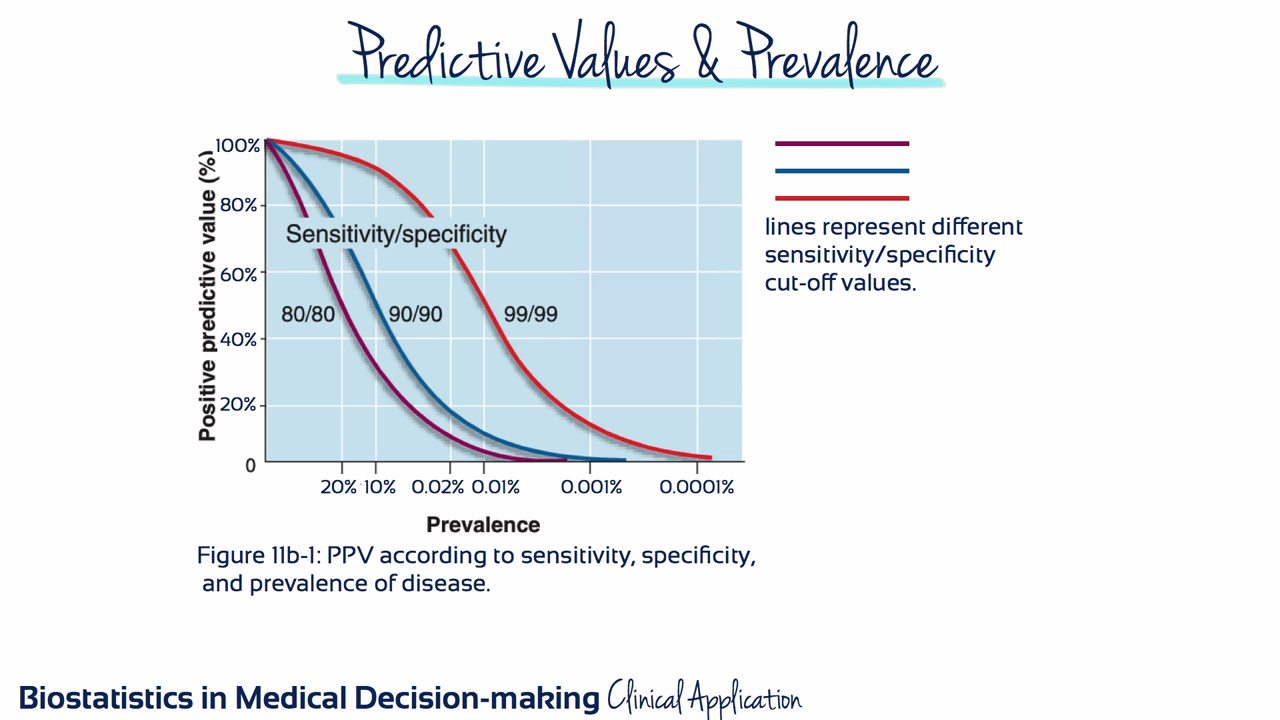 Predictive Values & Prevalence
100%
80%
60%
40%
20%
0
Positive predictive value (%)
Sensitivity/specificity
80/80
90/90
99/99
20% 10% 0.02% 0.01% 0.001% 0.0001%
Prevalence
lines represent different
sensitivity/specificity
cut-off values.
Figure 11b-1: PPV according to sensitivity, specificity,
and prevalence of disease.
Biostatistics in Medical Decision-making Clinical Application